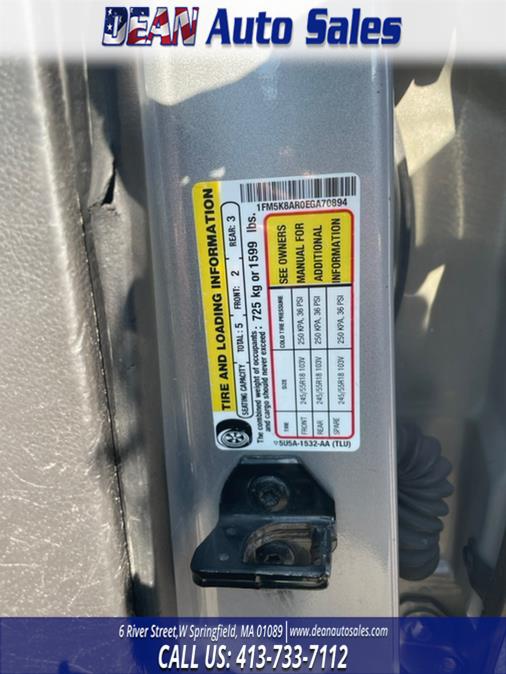 DEAN Auto Sales
1FM5K8AR0EGA70894
TIRE AND LOADING INFORMATION
SEATING CAPACITY TOTAL : 5 FRONT: 2 REAR: 3
The combined weight of occupants
and cargo should never exceed : 725 kg or 1599 lbs.
TIRE SIZE COLD TIRE PRESSURE
FRONT 245/55R18 103V 250 KPA, 36 PSI
REAR 245/55R18 103V 250 KPA, 36 PSI
SPARE 245/55R18 103V 250 KPA, 36 PSI
SEE OWNERS
MANUAL FOR
ADDITIONAL
INFORMATION
5U5A-1532-AA (TLU)
6 River Street,W Springfield, MA 01089 | www.deanautosales.com
CALL US: 413-733-7112